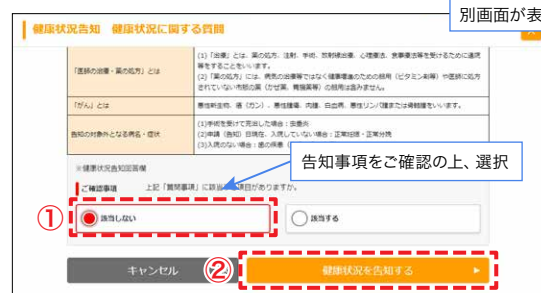 別画面が表
健康状況告知　健康状況に関する質問
「医師の治療・薬の処方」とは
(1)「治療」とは、薬の処方、注射、手術、放射線治療、心理療法、食事療法等を受けるために通院
等をすることをいいます。
(2)「薬の処方」には、病気の治療等ではなく健康増進のための服用（ビタミン剤等）や医師に処方
されていない市販の薬（かぜ薬、胃腸薬等）の服用は含みません。
「がん」とは
悪性新生物、癌（ガン）、悪性腫瘍、肉腫、白血病、悪性リンパ腫または骨髄腫をいいます。
告知の対象外となる病名・症状
(1)手術を受けて完治した場合：虫垂炎
(2)申請（告知）日現在、入院していない場合：正常妊娠・正常分娩
(3)入院のない場合：歯の疾患（
告知事項をご確認の上、選択
※健康状況告知回答欄
ご確認事項　上記「質問事項」に該当する項目がありますか。
① 該当しない　該当する
キャンセル　② 健康状況を告知する